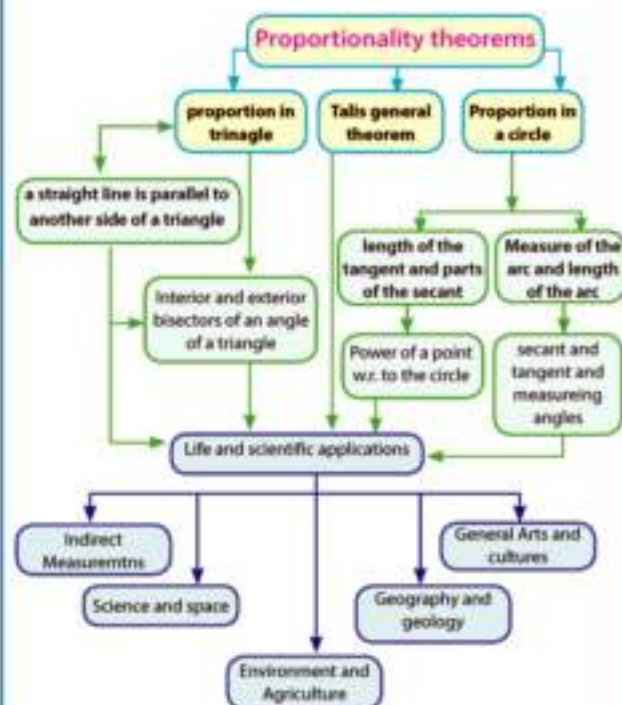 Proportionality theorems
proportion in
trinagle
Talis general
theorem
Proportion in
a circle
a straight line is parallel to
another side of a triangle
length of the
tangent and parts
of the secant
Measure of the
arc and length
of the arc
Interior and exterior
bisectors of an angle
of a triangle
Power of a point
w.r. to the circle
secant and
tangent and
measureing
angles
Life and scientific applications
Indirect
Measuremtns
General Arts and
cultures
Science and space
Geography and
geology
Environment and
Agriculture